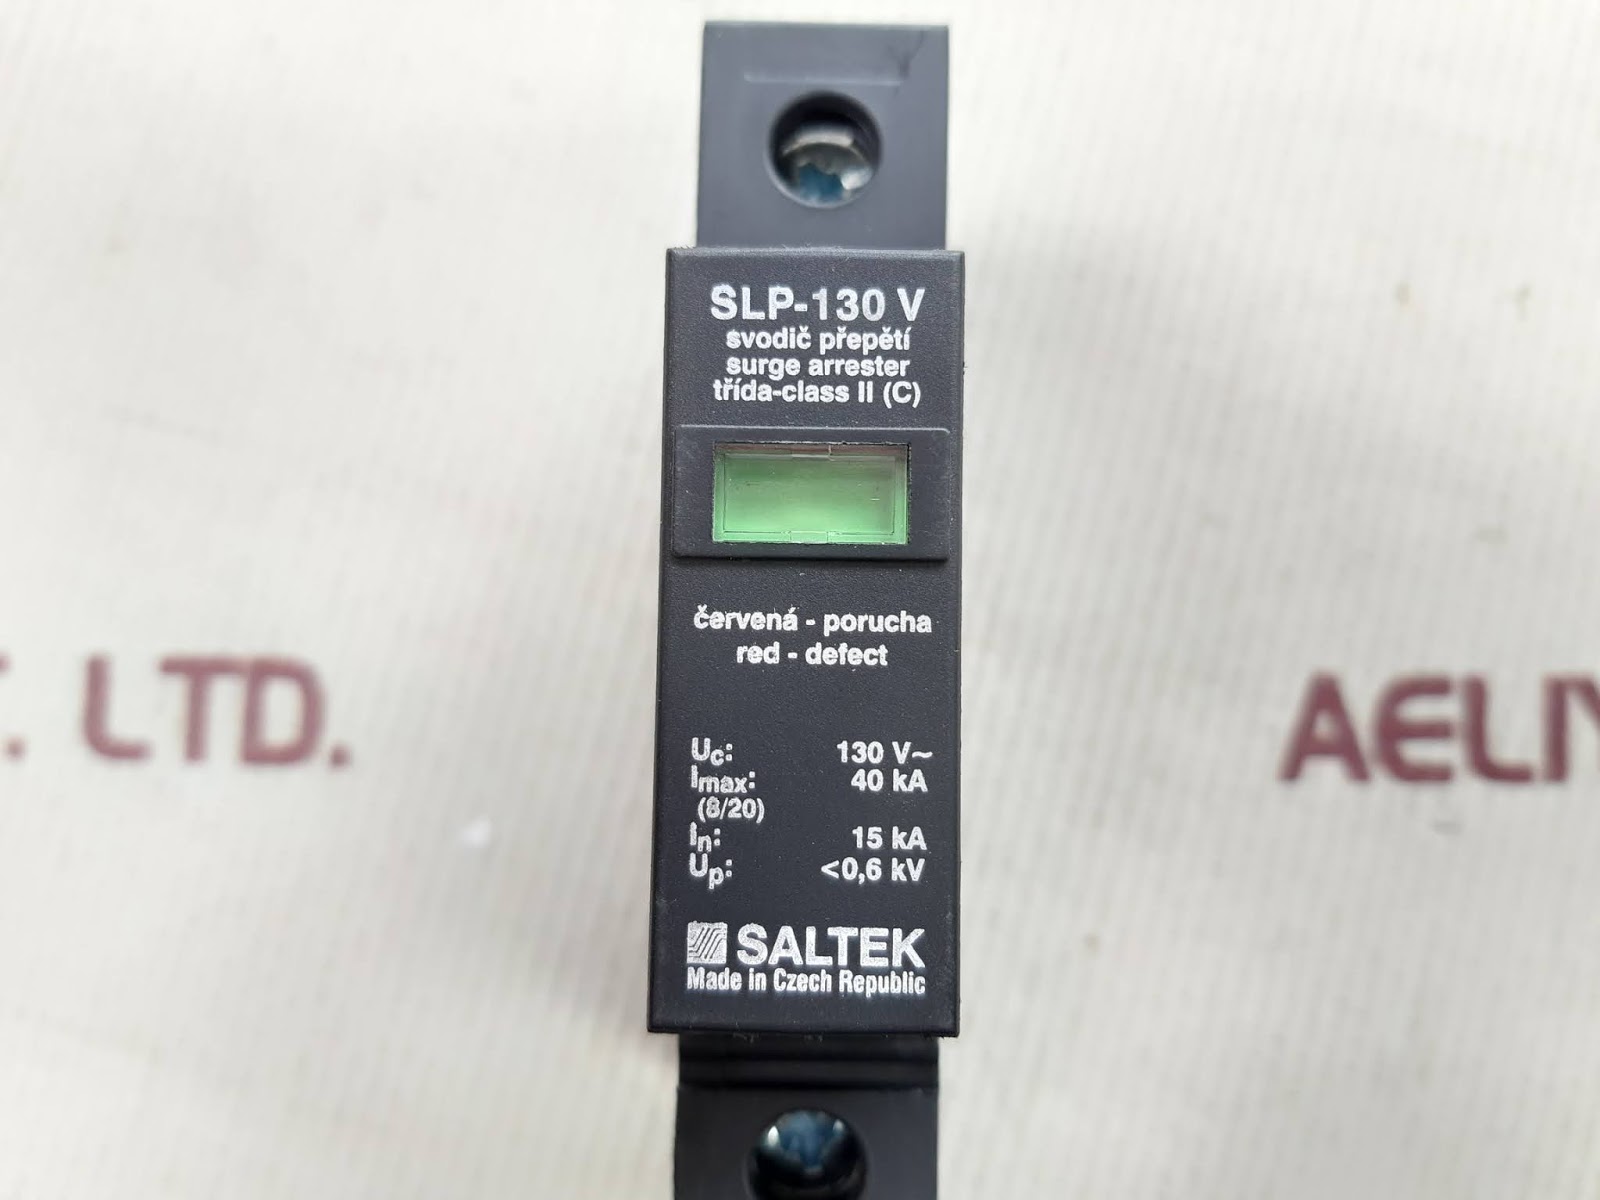 SLP-130 V
svodič přepětí
surge arrester
třída-class II (C)
červená - porucha
red - defect
Uc: 130 V~
Imax: 40 kA
(8/20)
In: 15 kA
Up: <0,6 kV
SALTEK
Made in Czech Republic
LTD.